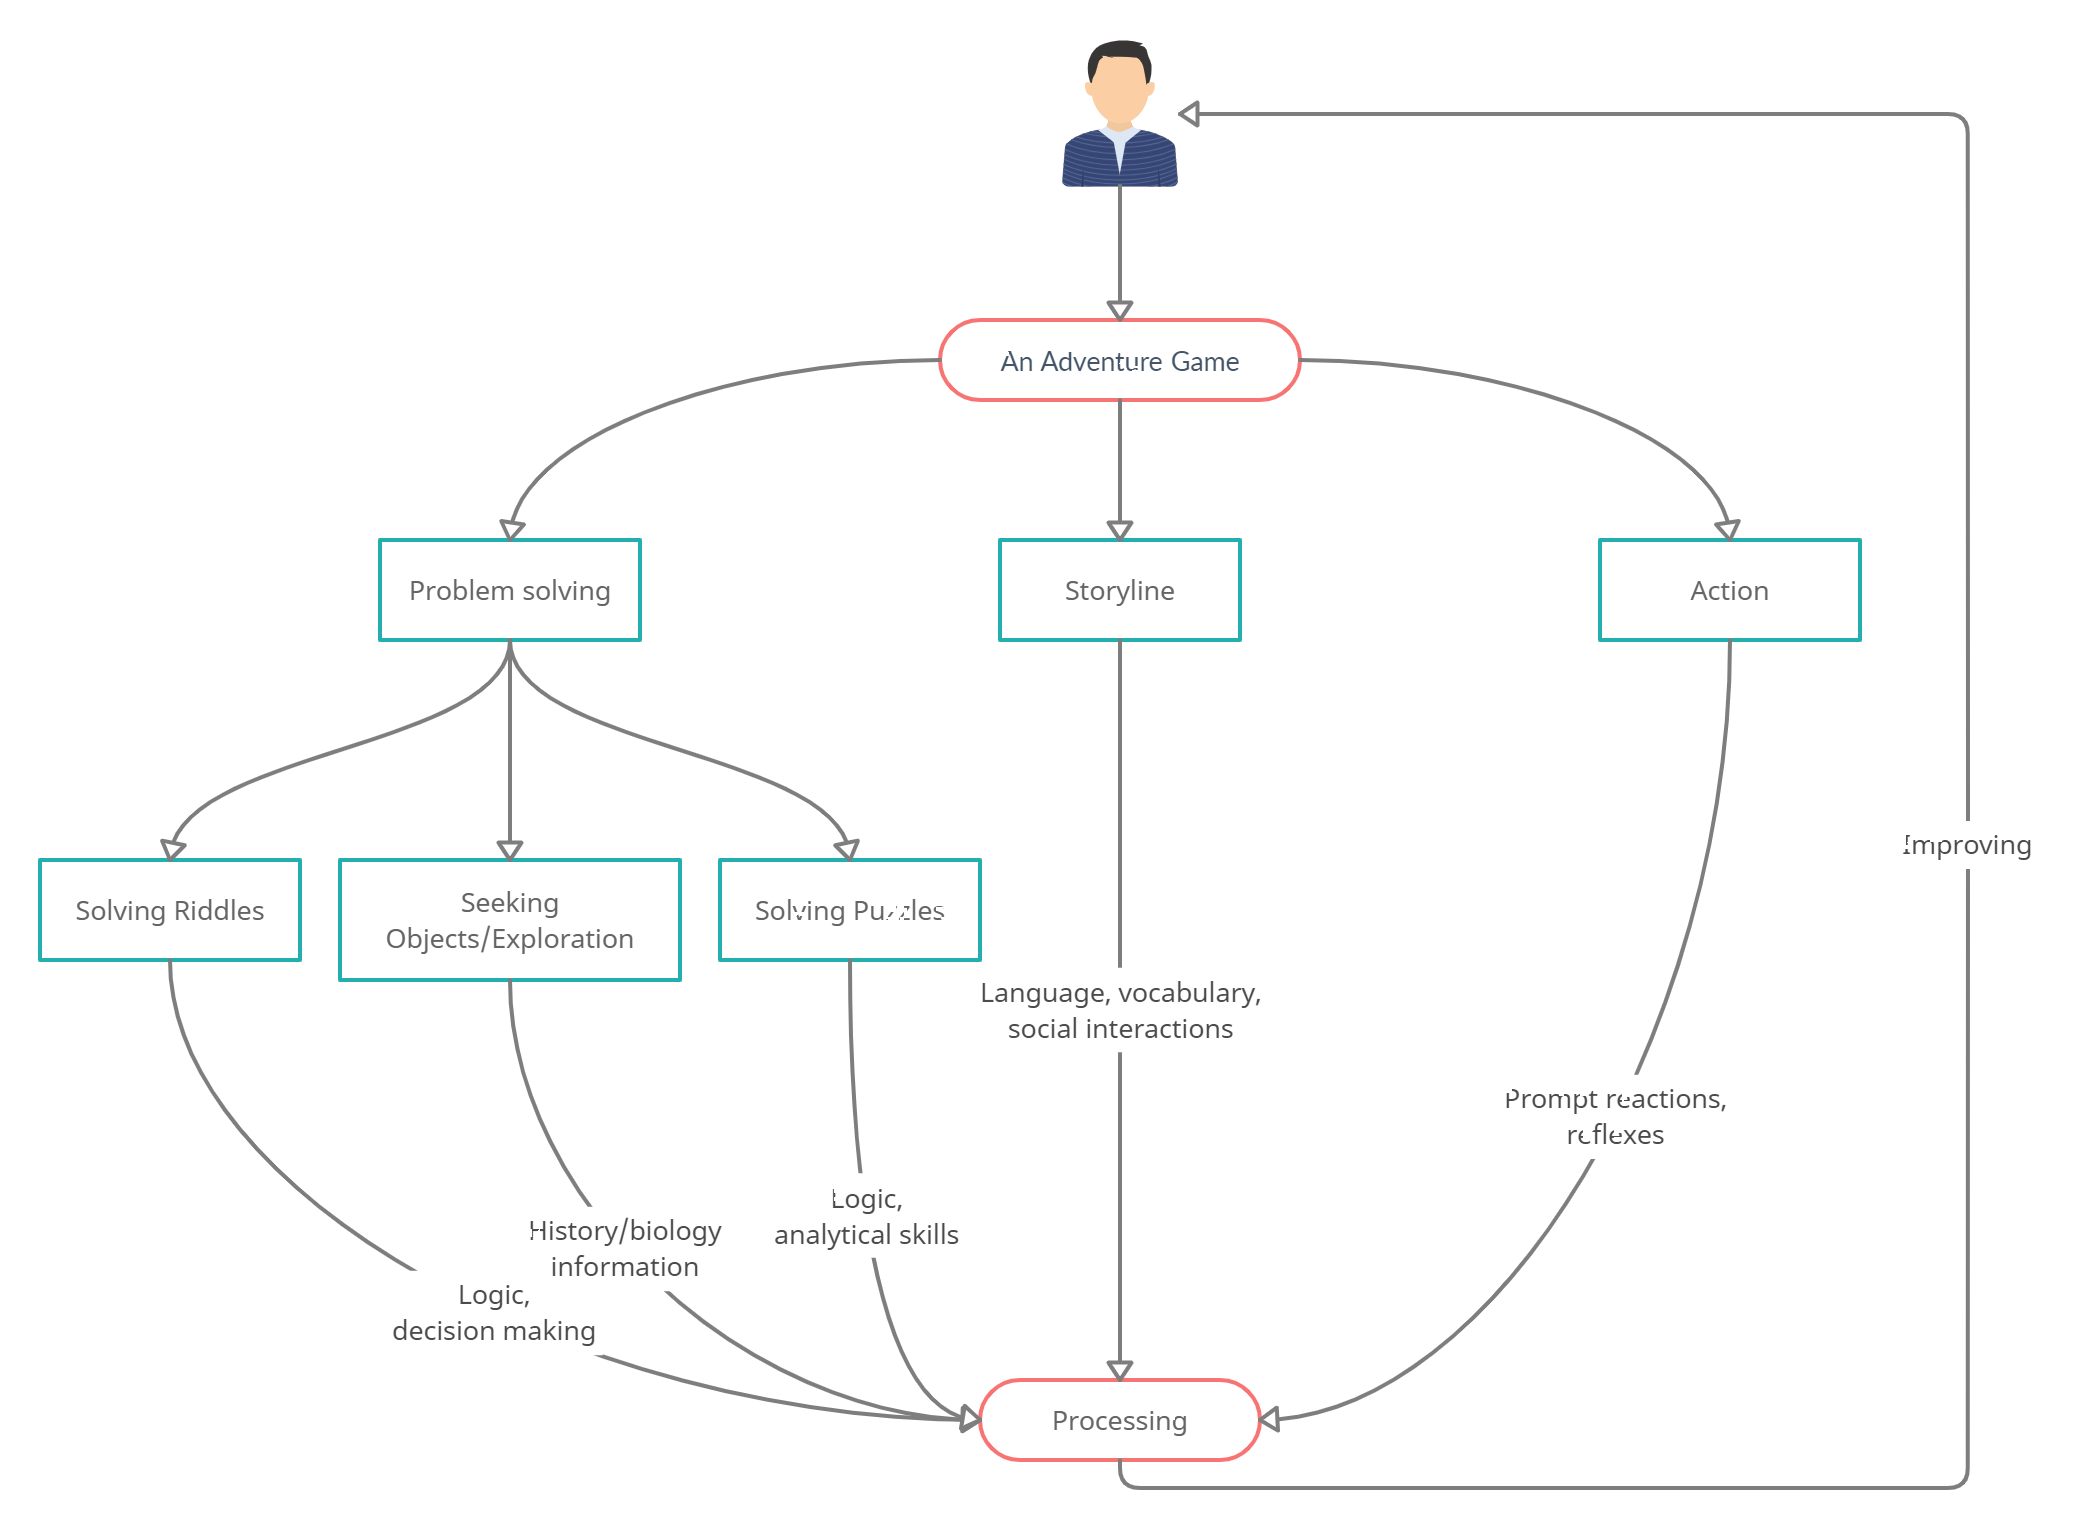 An Adventure Game
Problem solving
Storyline
Action
Solving Riddles
Seeking
Objects/Exploration
Solving Puzzles
Language, vocabulary,
social interactions
Prompt reactions,
reflexes
Improving
History/biology
information
Logic,
analytical skills
Logic,
decision making
Processing